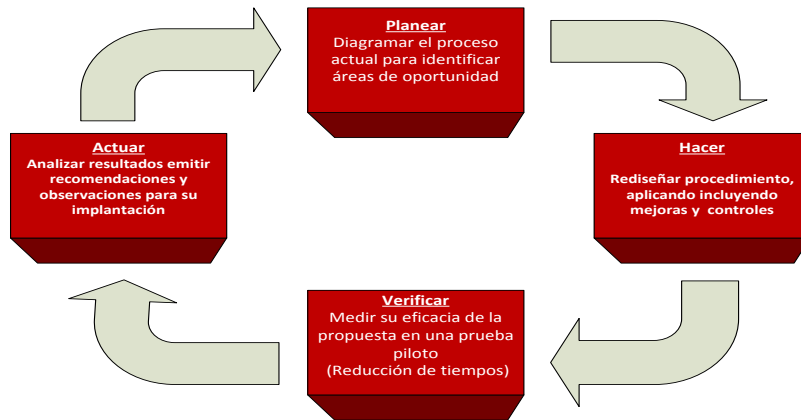 Planear
Diagramar el proceso
actual para identificar
áreas de oportunidad
Actuar
Analizar resultados emitir
recomendaciones y
observaciones para su
implantación
Hacer
Rediseñar procedimiento,
aplicando incluyendo
mejoras y controles
Verificar
Medir su eficacia de la
propuesta en una prueba
piloto
(Reducción de tiempos)